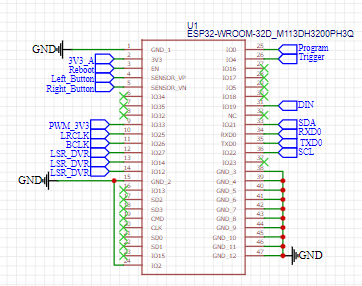 U1
ESP32-WROOM-32D_M113DH3200PH3Q
GND 1 GND_1 IO0 25 Program
3V3_A 2 3V3 IO4 26 Trigger
Reboot 3 EN IO16 27
Left_Button 4 SENSOR_VP IO17 28
Right_Button 5 SENSOR_VN IO5 29
6 IO34 IO18 30
7 IO35 IO19 31 DIN
8 IO32 NC 32
PWM_3V3 9 IO33 IO21 33 SDA
LRCLK 10 IO25 RXD0 34 RXD0
BCLK 11 IO26 TXD0 35 TXD0
LSR_DVR 12 IO27 IO22 36 SCL
LSR_DVR 13 IO14 IO23 37
LSR_DVR 14 IO12 GND_3 38
GND 15 GND_2 GND_4 39
16 IO13 GND_5 40
17 SD2 GND_6 41
18 SD3 GND_7 42
19 CMD GND_8 43
20 CLK GND_9 44
21 SD0 GND_10 45
22 SD1 GND_11 46
23 IO15 GND_12 47 GND
24 IO2